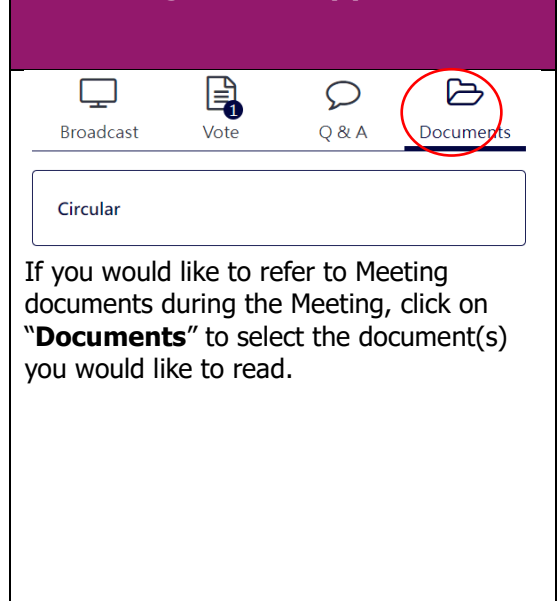 1
Broadcast Vote Q & A Documents
Circular
If you would like to refer to Meeting
documents during the Meeting, click on
“Documents” to select the document(s)
you would like to read.